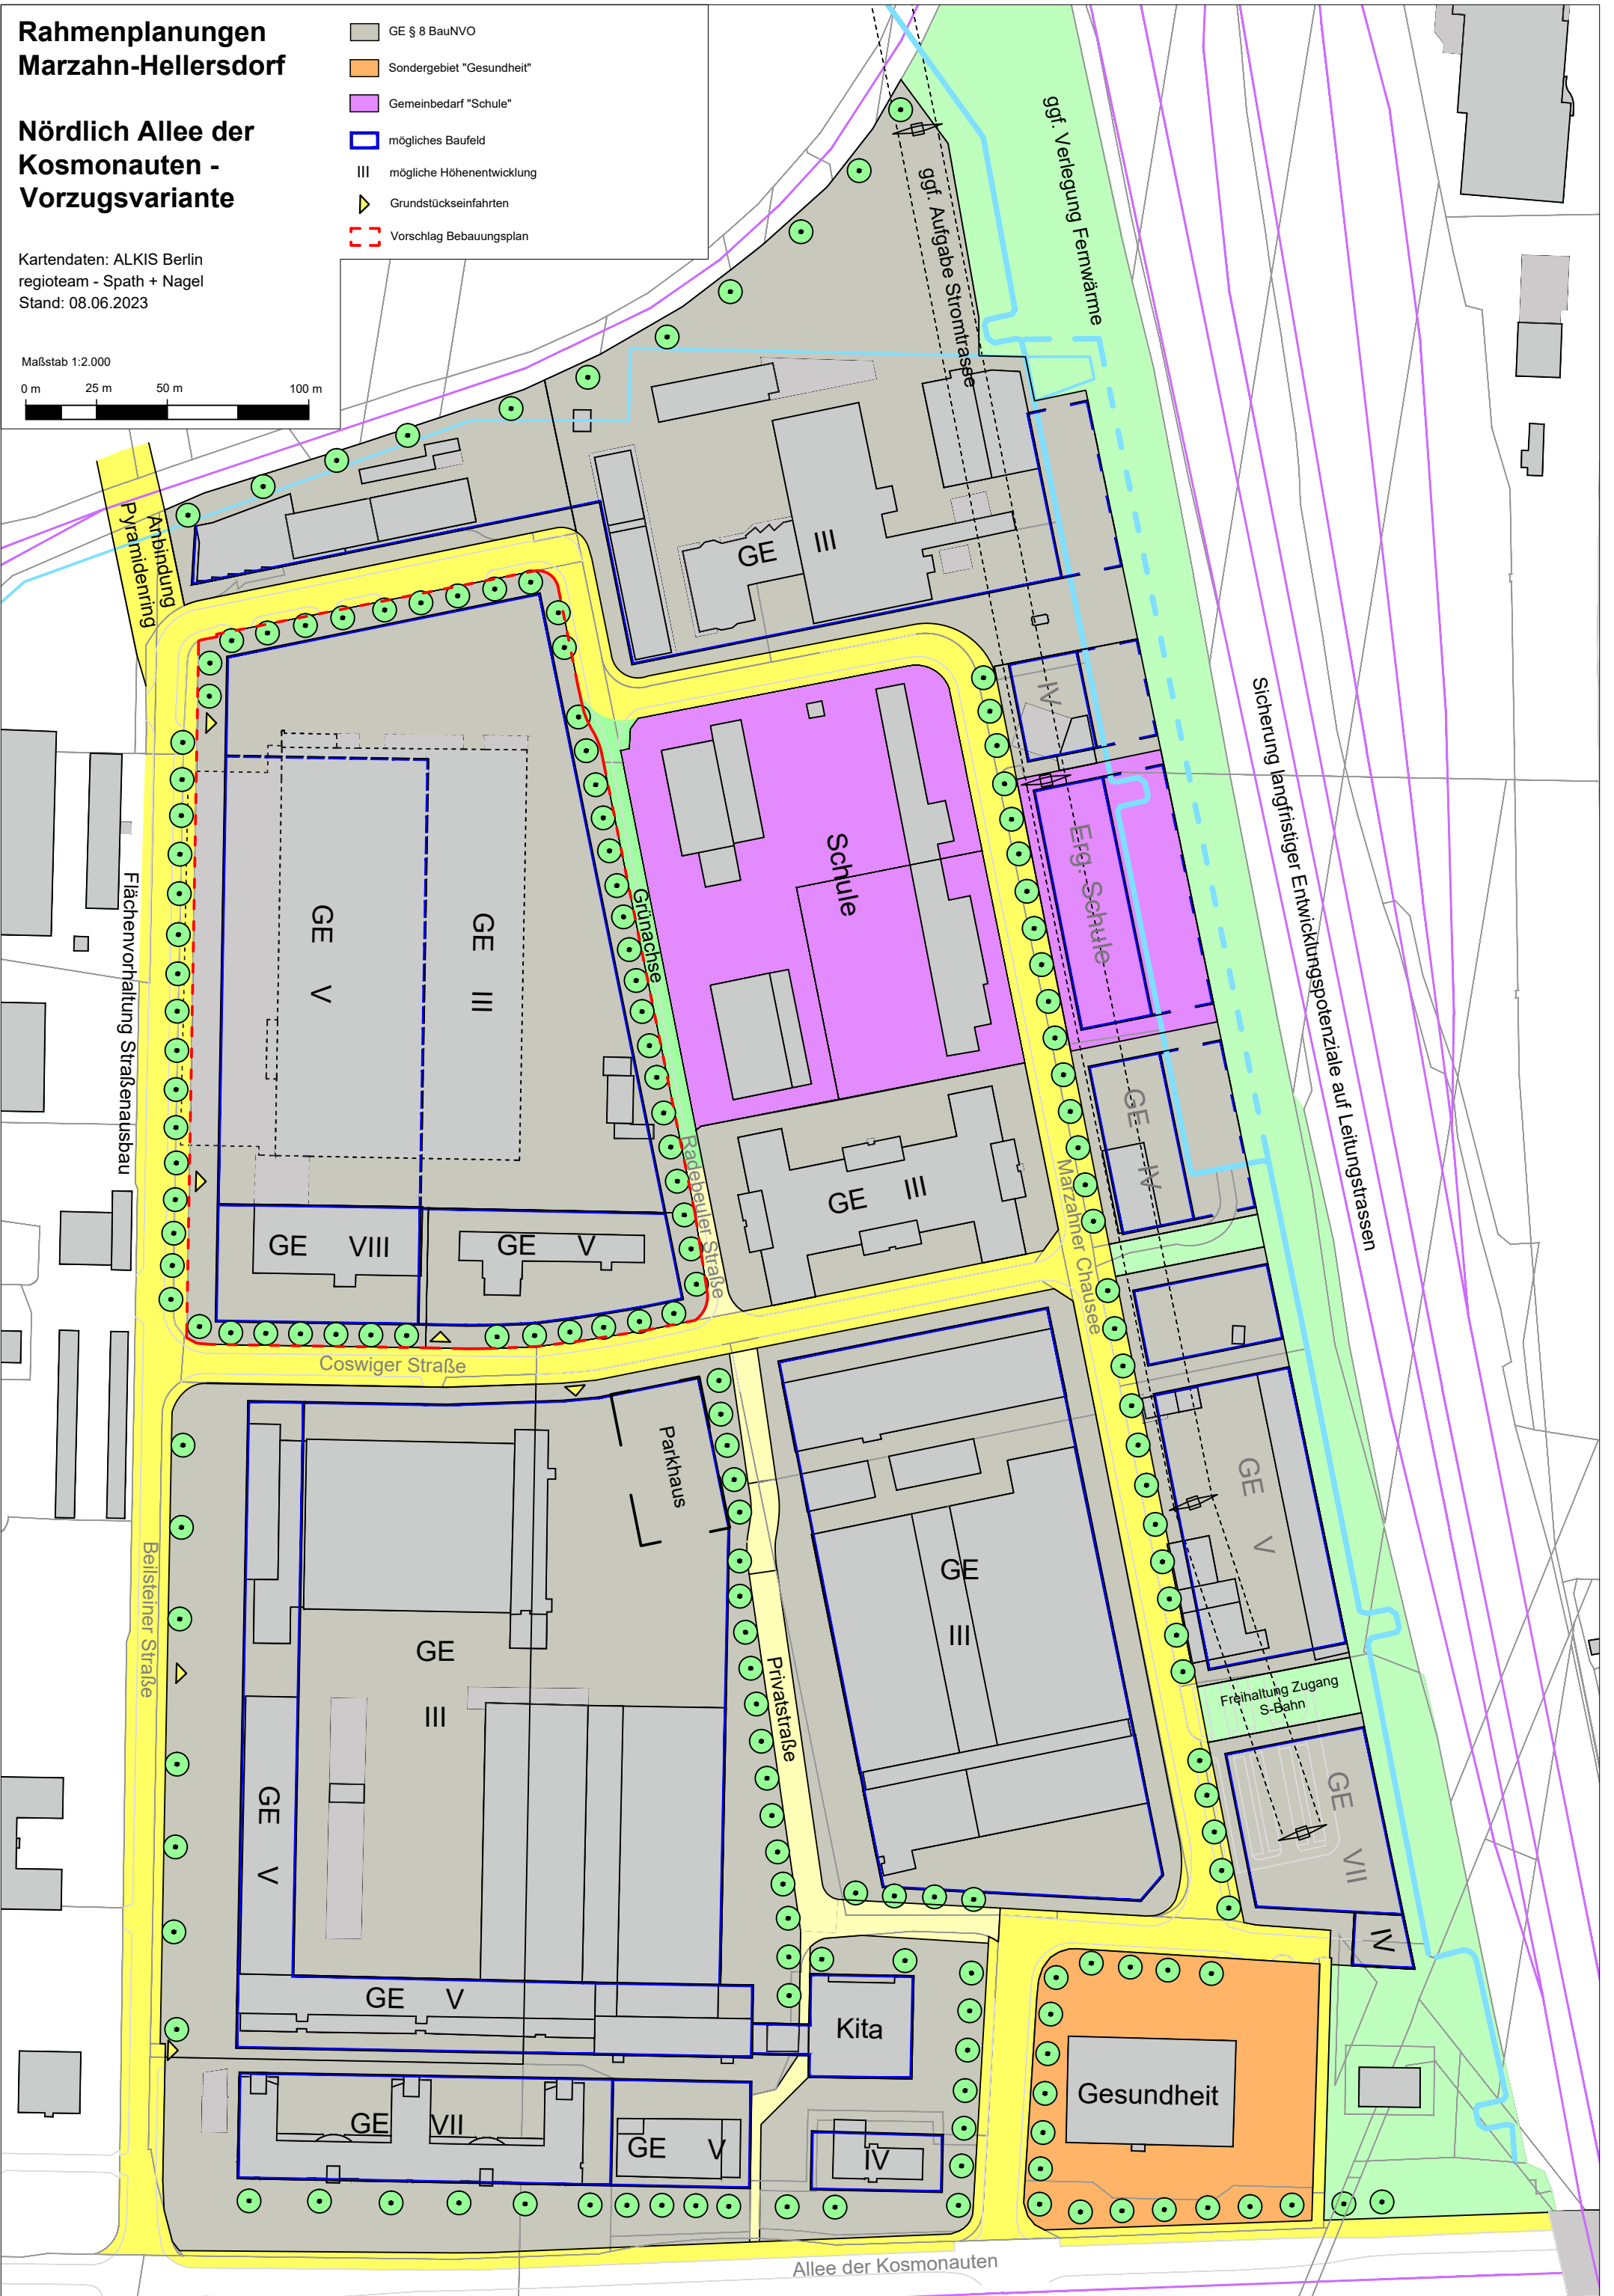 Rahmenplanungen
Marzahn-Hellersdorf
Nördlich Allee der
Kosmonauten -
Vorzugsvariante
Kartendaten: ALKIS Berlin
regioteam - Spath + Nagel
Stand: 08.06.2023
Maßstab 1:2.000
0 m 25 m 50 m 100 m
GE § 8 BauNVO
Sondergebiet "Gesundheit"
Gemeinbedarf "Schule"
mögliches Baufeld
III mögliche Höhenentwicklung
Grundstückseinfahrten
Vorschlag Bebauungsplan
ggf. Verlegung Fernwärme
ggf. Aufgabe Stromtrasse
Anbindung
Pyramidenring
GE III
IV
Sicherung langfristiger Entwicklungspotenziale auf Leitungstrassen
Schule
Erg. Schule
Flächenvorhaltung Straßenausbau
GE V
GE III
Grünachse
GE IV
Radebeuler Straße
GE III
Marzahner Chausee
GE VIII
GE V
Coswiger Straße
Parkhaus
GE V
GE
III
Beilsteiner Straße
GE
III
Privatstraße
Freihaltung Zugang
S-Bahn
GE V
GE VII
IV
GE V
Kita
Gesundheit
GE VII
GE V
IV
Allee der Kosmonauten